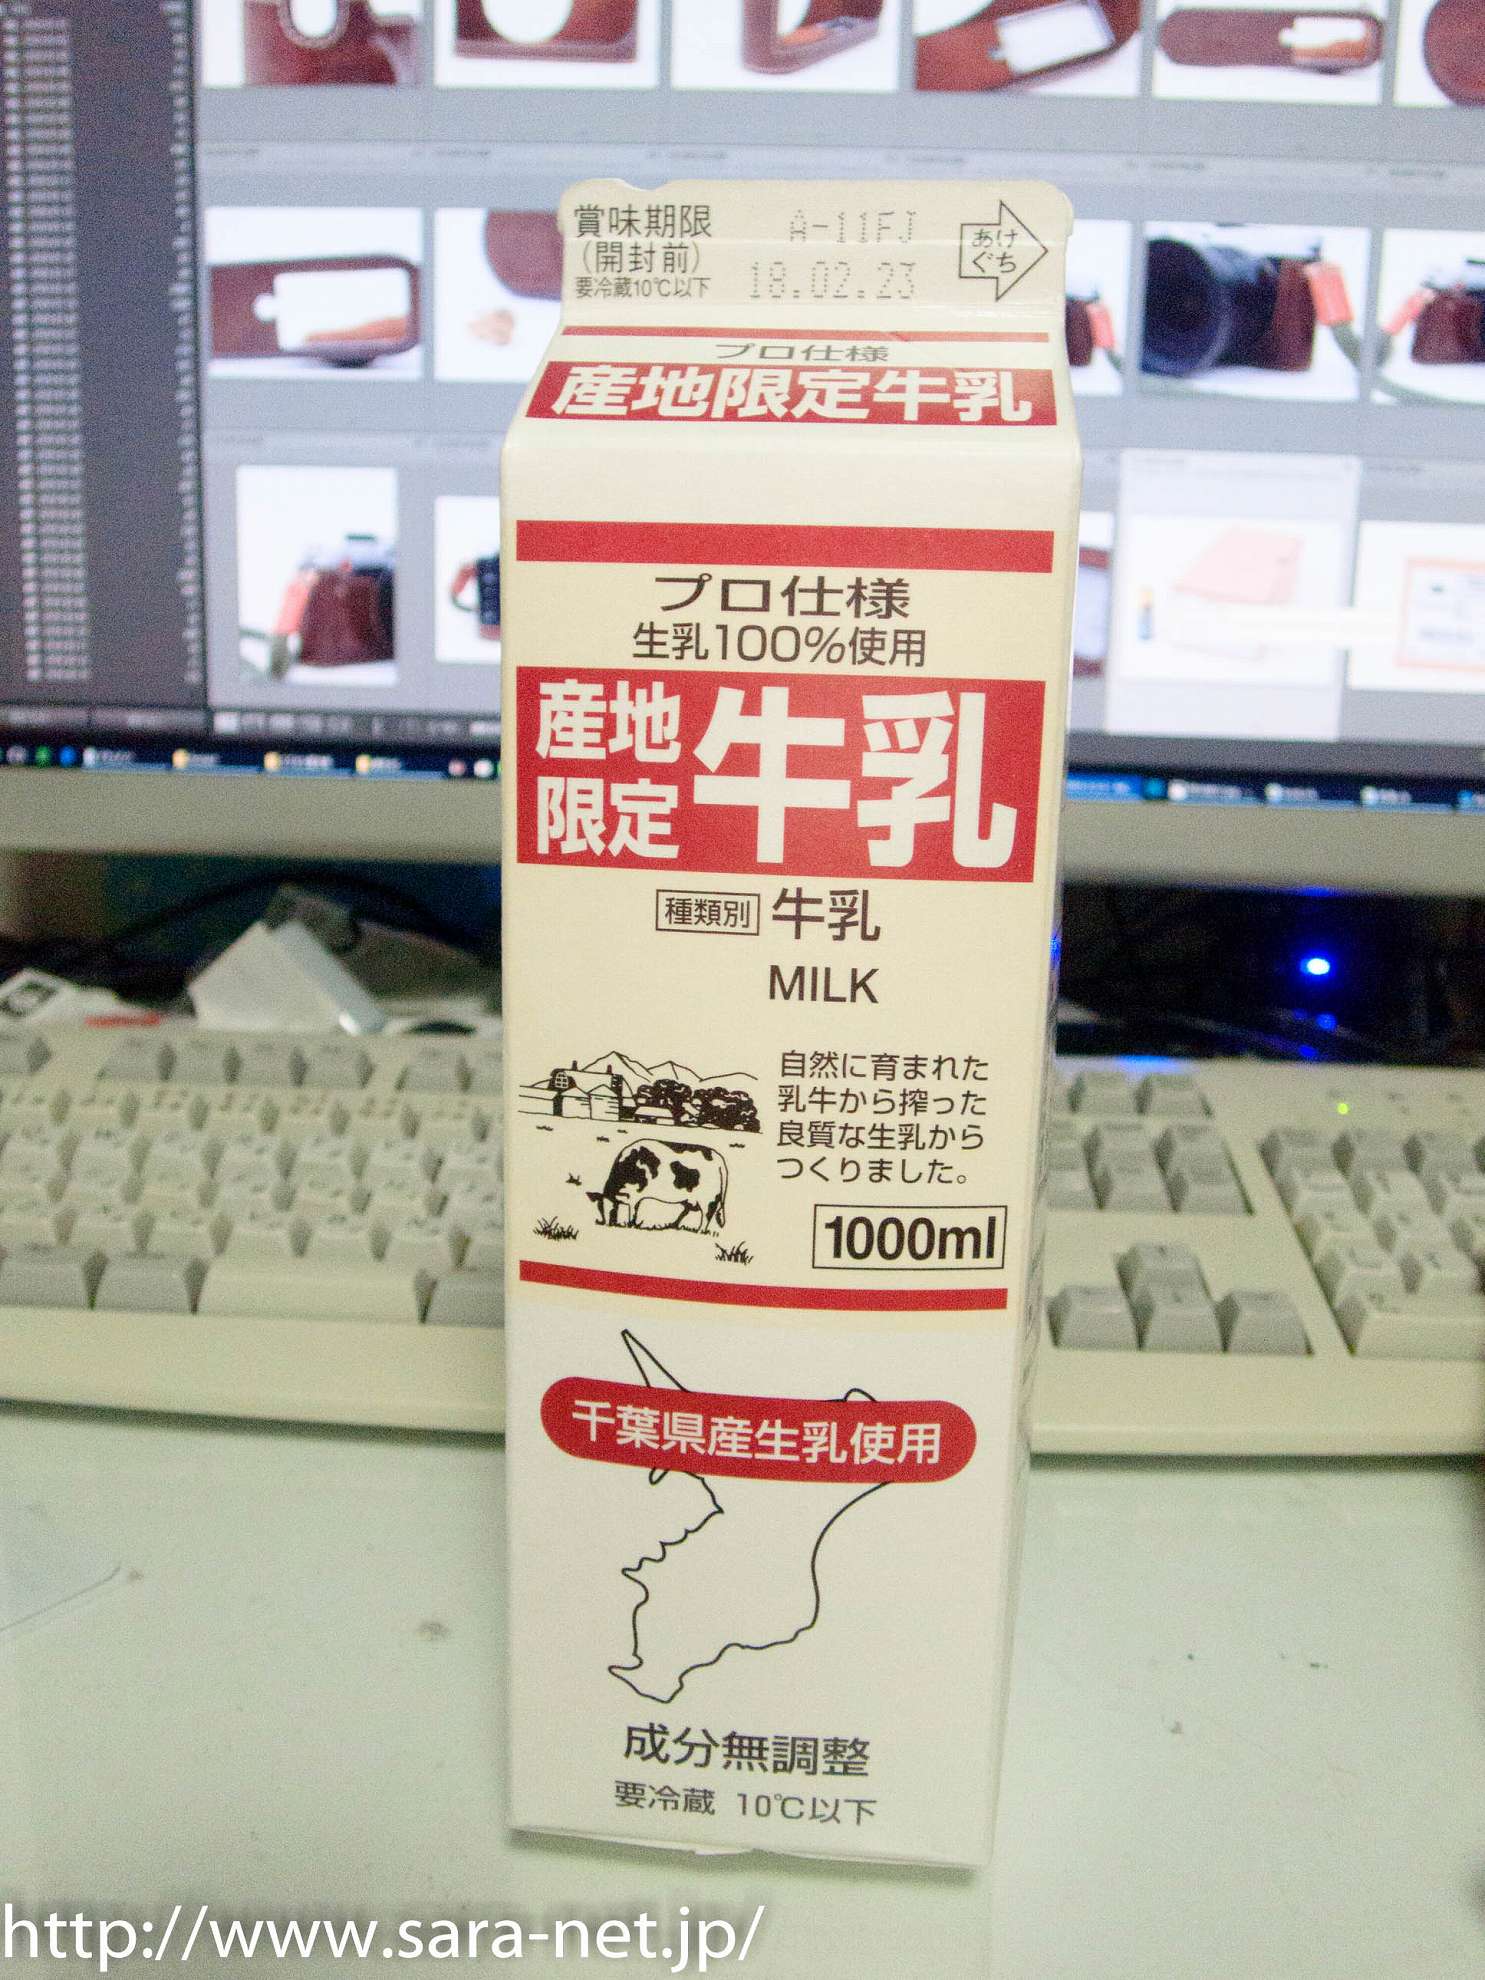 賞味期限
(開封前)
要冷蔵10℃以下
A-11FJ
18.02.23
あけ
ぐち
プロ仕様
産地限定牛乳
プロ仕様
生乳100%使用
産地
限定
牛乳
種類別 牛乳
MILK
自然に育まれた
乳牛から搾った
良質な生乳から
つくりました。
1000ml
千葉県産生乳使用
成分無調整
要冷蔵 10℃以下
http://www.sara-net.jp/